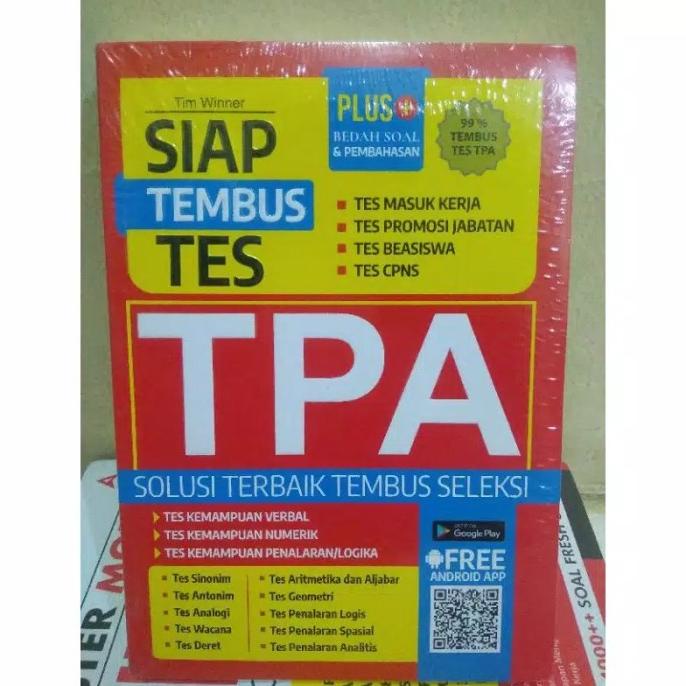 Tim Winner
SIAP
TEMBUS
TES
PLUS
BEDAH SOAL
& PEMBAHASAN
99 %
TEMBUS
TES TPA
TES MASUK KERJA
TES PROMOSI JABATAN
TES BEASISWA
TES CPNS
TPA
SOLUSI TERBAIK TEMBUS SELEKSI
TES KEMAMPUAN VERBAL
TES KEMAMPUAN NUMERIK
TES KEMAMPUAN PENALARAN/LOGIKA
Tes Sinonim
Tes Antonim
Tes Analogi
Tes Wacana
Tes Deret
Tes Aritmetika dan Aljabar
Tes Geometri
Tes Penalaran Logis
Tes Penalaran Spasial
Tes Penalaran Analitis
Google Play
FREE
ANDROID APP
000++ SOAL FRESH